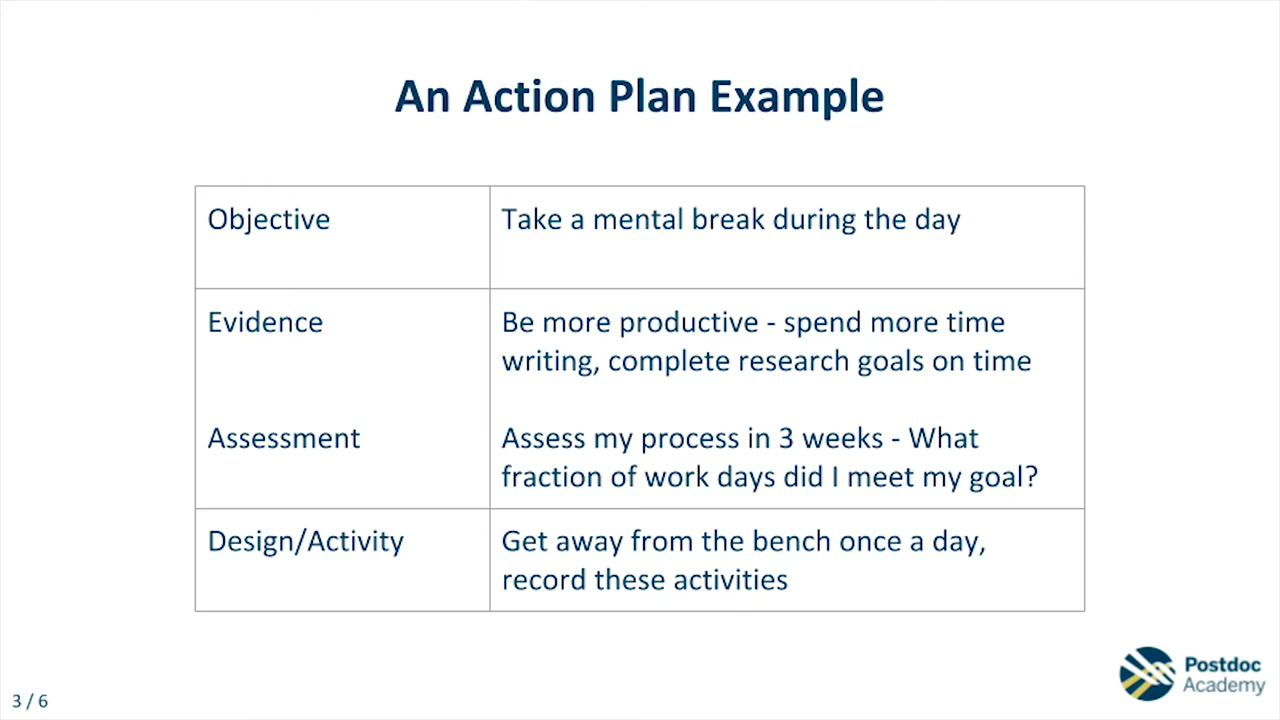 An Action Plan Example
Objective
Take a mental break during the day
Evidence
Be more productive - spend more time
writing, complete research goals on time
Assessment
Assess my process in 3 weeks - What
fraction of work days did I meet my goal?
Design/Activity
Get away from the bench once a day,
record these activities
3 / 6
Postdoc
Academy